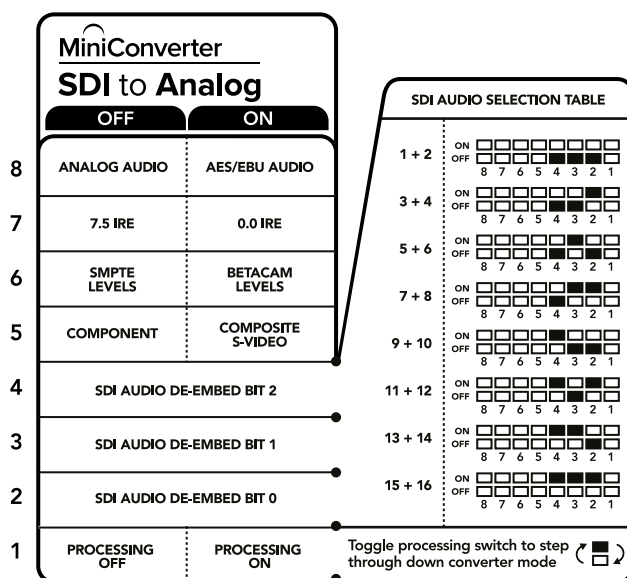 MiniConverter
SDI to Analog
OFF ON
8 ANALOG AUDIO AES/EBU AUDIO
7 7.5 IRE 0.0 IRE
6 SMPTE LEVELS BETACAM LEVELS
5 COMPONENT COMPOSITE S-VIDEO
4 SDI AUDIO DE-EMBED BIT 2
3 SDI AUDIO DE-EMBED BIT 1
2 SDI AUDIO DE-EMBED BIT 0
1 PROCESSING OFF PROCESSING ON
SDI AUDIO SELECTION TABLE
1 + 2
ON
OFF
8 7 6 5 4 3 2 1
3 + 4
ON
OFF
8 7 6 5 4 3 2 1
5 + 6
ON
OFF
8 7 6 5 4 3 2 1
7 + 8
ON
OFF
8 7 6 5 4 3 2 1
9 + 10
ON
OFF
8 7 6 5 4 3 2 1
11 + 12
ON
OFF
8 7 6 5 4 3 2 1
13 + 14
ON
OFF
8 7 6 5 4 3 2 1
15 + 16
ON
OFF
8 7 6 5 4 3 2 1
Toggle processing switch to step
through down converter mode